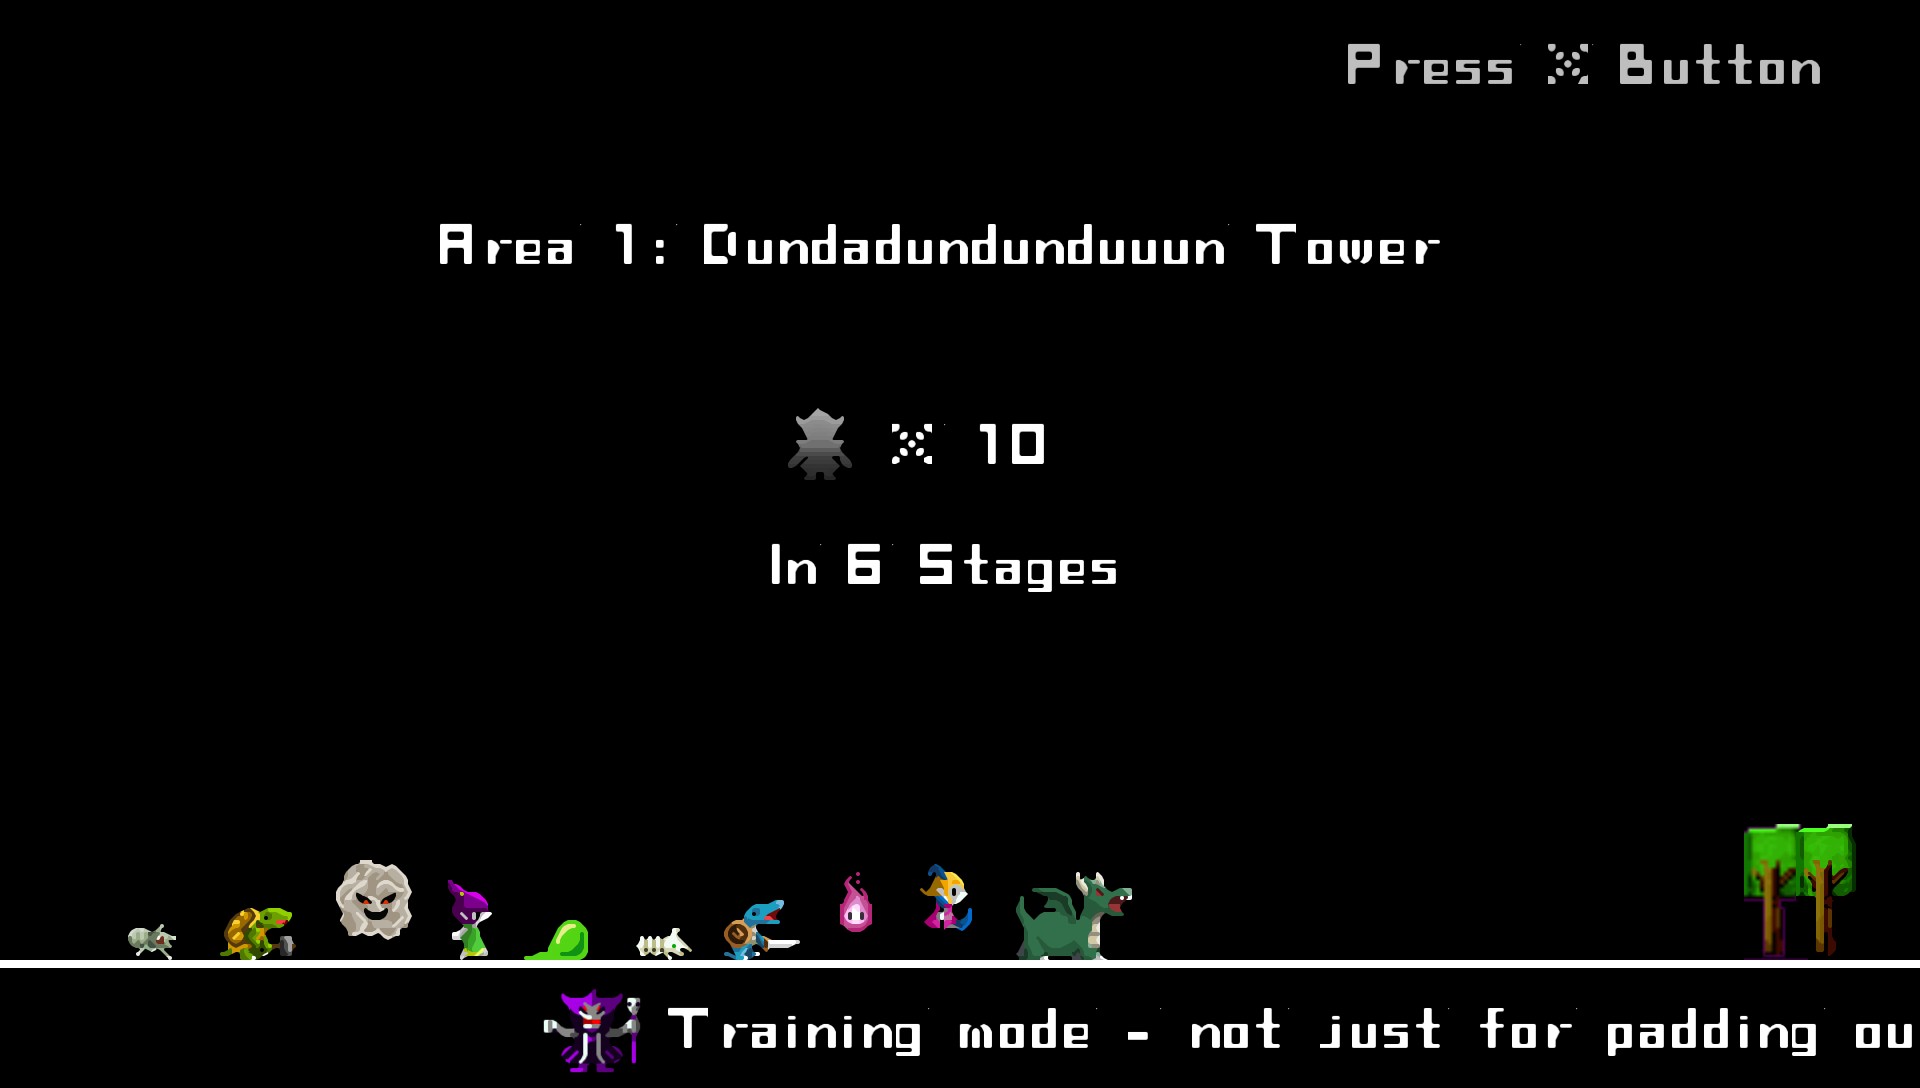 Press X Button
Area 1: Dundadundunduuun Tower
X 10
In 6 Stages
Training mode - not just for padding ou